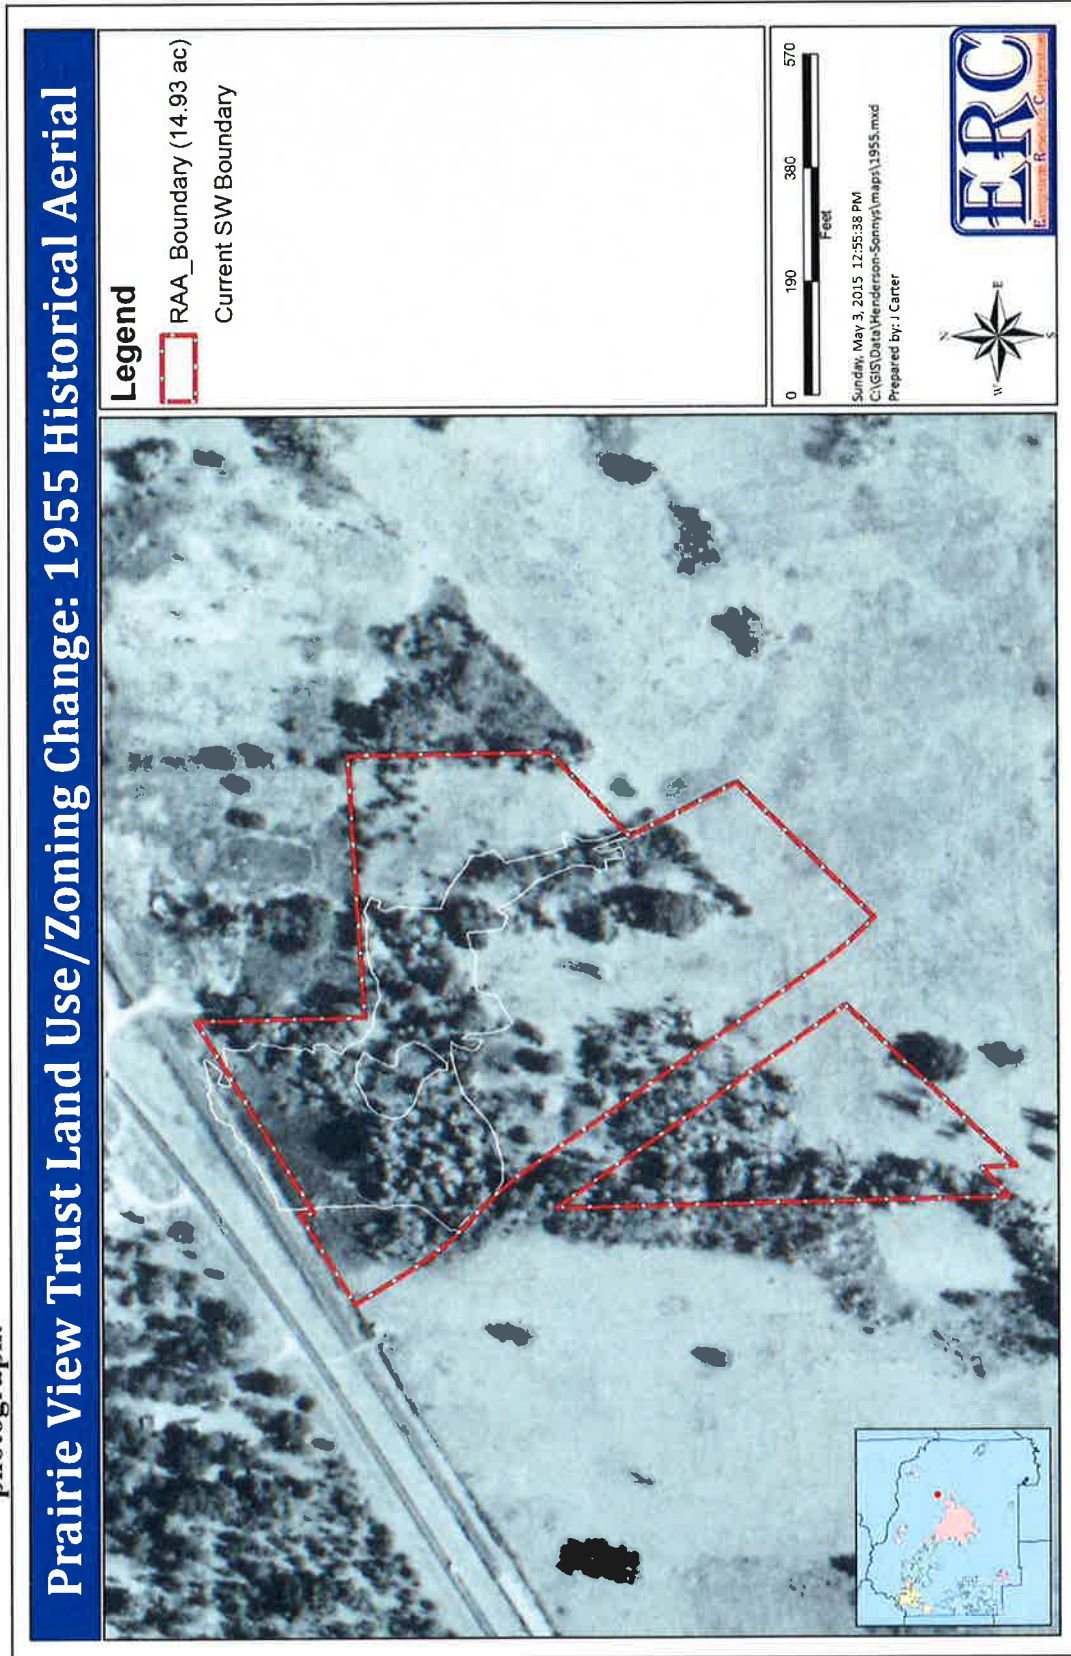 Prairie View Trust Land Use/Zoning Change: 1955 Historical Aerial
Legend
RAA_Boundary (14.93 ac)
Current SW Boundary
0 190 380 570
Feet
Sunday, May 3, 2015 12:55:38 PM
C:\GIS\Data\Henderson-Sonnys\maps\1955.mxd
Prepared by: J Carter
N
W E
S
ERC